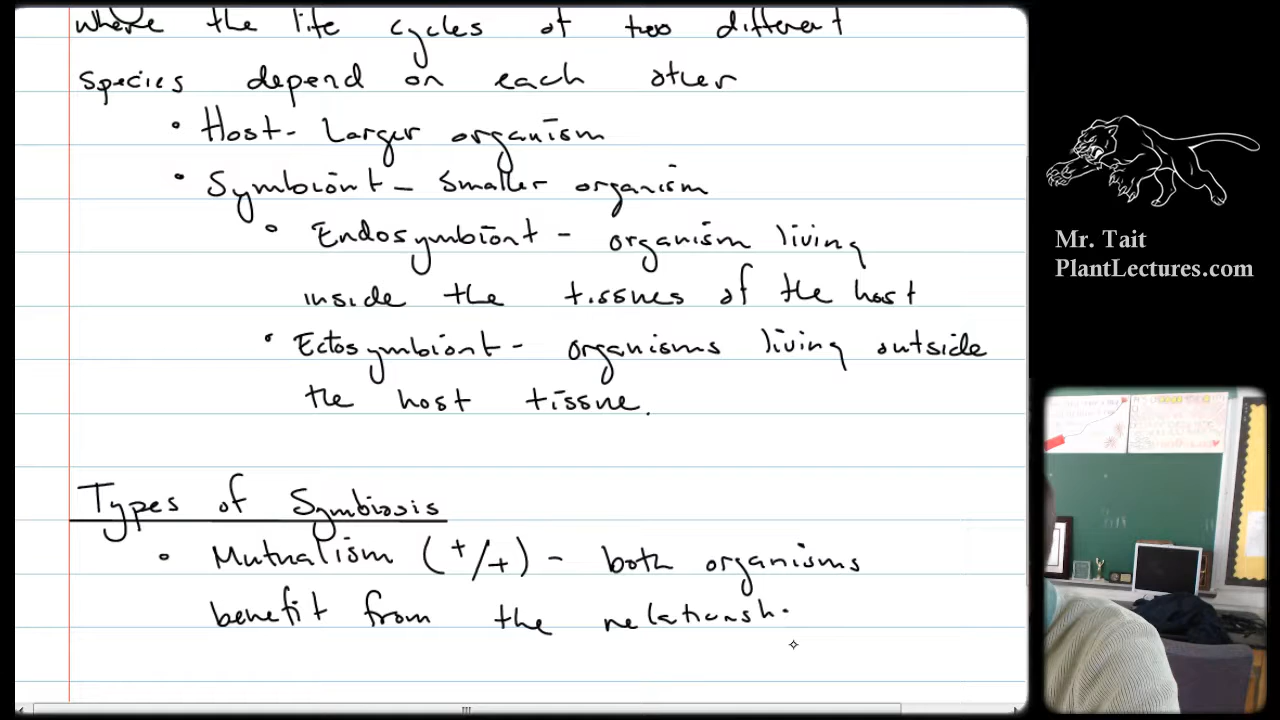 where the life cycles of two different
species depend on each other
• Host- Larger organism
• Symbiont - smaller organism
• Endosymbiont - organism living
inside the tissues of the host
• Ectosymbiont - organisms living outside
the host tissue.
Types of Symbiosis
• Mutualism (+/+) - both organisms
benefit from the relationsh
Mr. Tait
PlantLectures.com